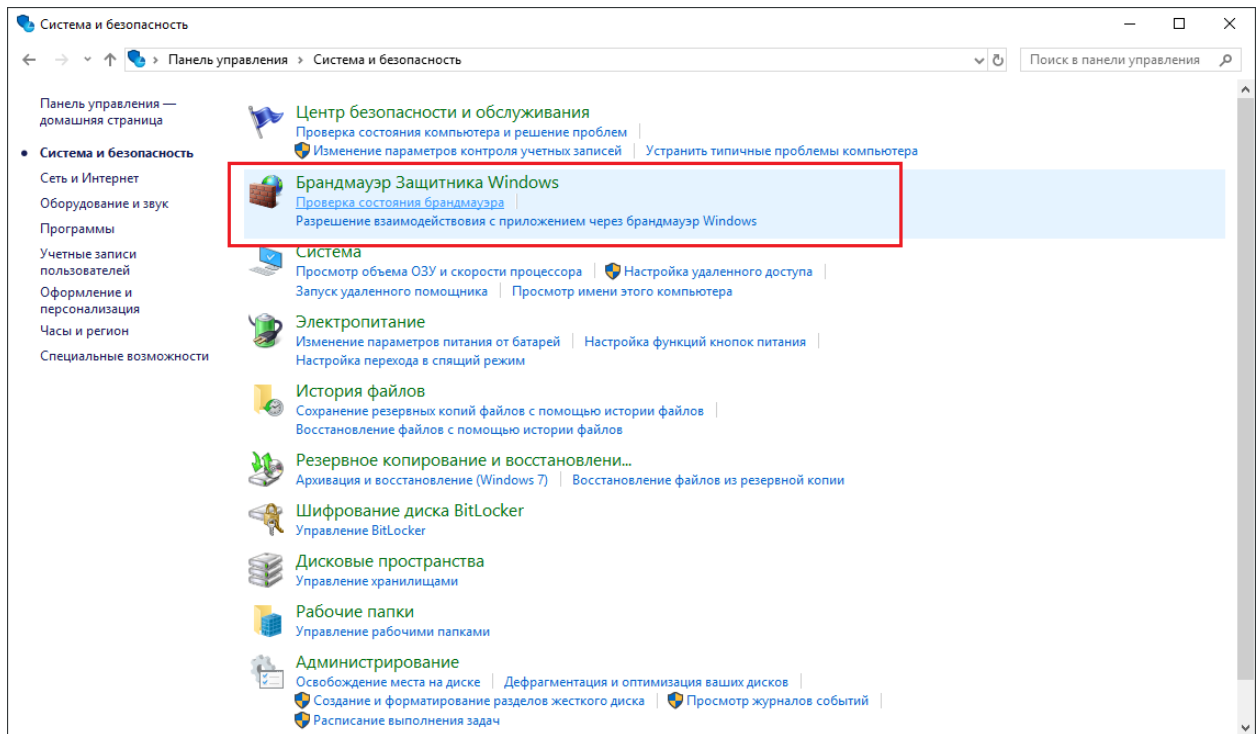 Система и безопасность
Панель управления › Система и безопасность
Поиск в панели управления
Панель управления —
домашняя страница
Система и безопасность
Сеть и Интернет
Оборудование и звук
Программы
Учетные записи
пользователей
Оформление и
персонализация
Часы и регион
Специальные возможности
Центр безопасности и обслуживания
Проверка состояния компьютера и решение проблем
Изменение параметров контроля учетных записей | Устранить типичные проблемы компьютера
Брандмауэр Защитника Windows
Проверка состояния брандмауэра
Разрешение взаимодействовия с приложением через брандмауэр Windows
Система
Просмотр объема ОЗУ и скорости процессора | Настройка удаленного доступа
Запуск удаленного помощника | Просмотр имени этого компьютера
Электропитание
Изменение параметров питания от батарей | Настройка функций кнопок питания
Настройка перехода в спящий режим
История файлов
Сохранение резервных копий файлов с помощью истории файлов
Восстановление файлов с помощью истории файлов
Резервное копирование и восстановлени...
Архивация и восстановление (Windows 7) | Восстановление файлов из резервной копии
Шифрование диска BitLocker
Управление BitLocker
Дисковые пространства
Управление хранилищами
Рабочие папки
Управление рабочими папками
Администрирование
Освобождение места на диске | Дефрагментация и оптимизация ваших дисков
Создание и форматирование разделов жесткого диска | Просмотр журналов событий
Расписание выполнения задач